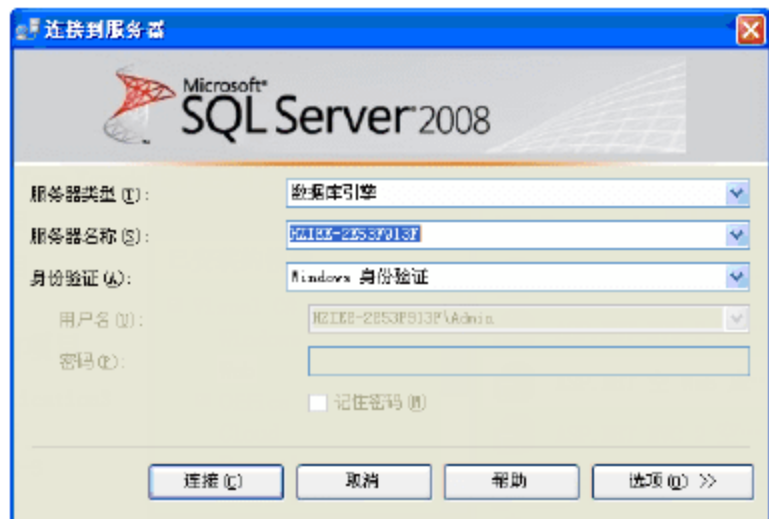 连接到服务器
Microsoft®
SQL Server® 2008
服务器类型(T): 数据库引擎
服务器名称(S):
身份验证(A): Windows 身份验证
用户名(U):
密码(P):
记住密码(M)
连接(C) 取消 帮助 选项(O) >>